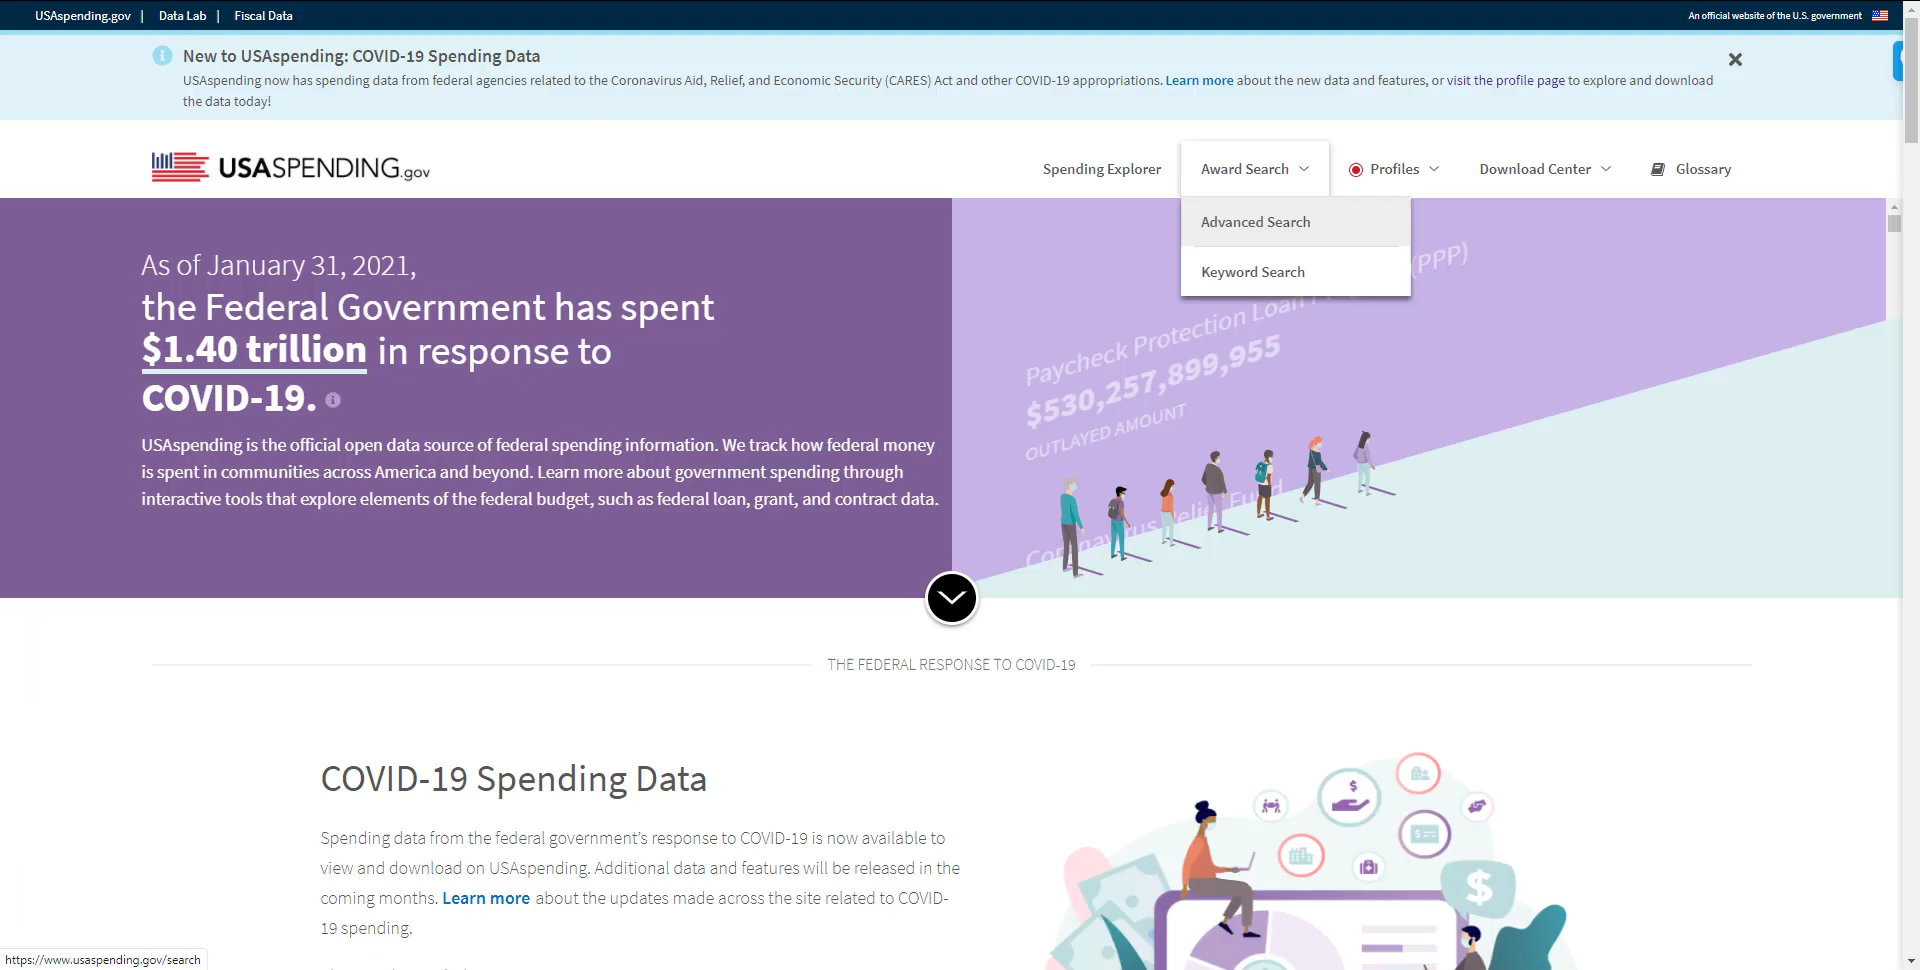 USAspending.gov | Data Lab | Fiscal Data
An official website of the U.S. government
New to USAspending: COVID-19 Spending Data
USAspending now has spending data from federal agencies related to the Coronavirus Aid, Relief, and Economic Security (CARES) Act and other COVID-19 appropriations. Learn more about the new data and features, or visit the profile page to explore and download
the data today!
USASPENDING.gov
Spending Explorer
Award Search
Profiles
Download Center
Glossary
Advanced Search
Keyword Search
As of January 31, 2021,
the Federal Government has spent
$1.40 trillion in response to
COVID-19.
USAspending is the official open data source of federal spending information. We track how federal money
is spent in communities across America and beyond. Learn more about government spending through
interactive tools that explore elements of the federal budget, such as federal loan, grant, and contract data.
Paycheck Protection Loan (PPP)
$530,257,899,955
OUTLAYED AMOUNT
THE FEDERAL RESPONSE TO COVID-19
COVID-19 Spending Data
Spending data from the federal government's response to COVID-19 is now available to
view and download on USAspending. Additional data and features will be released in the
coming months. Learn more about the updates made across the site related to COVID-
19 spending.
https://www.usaspending.gov/search